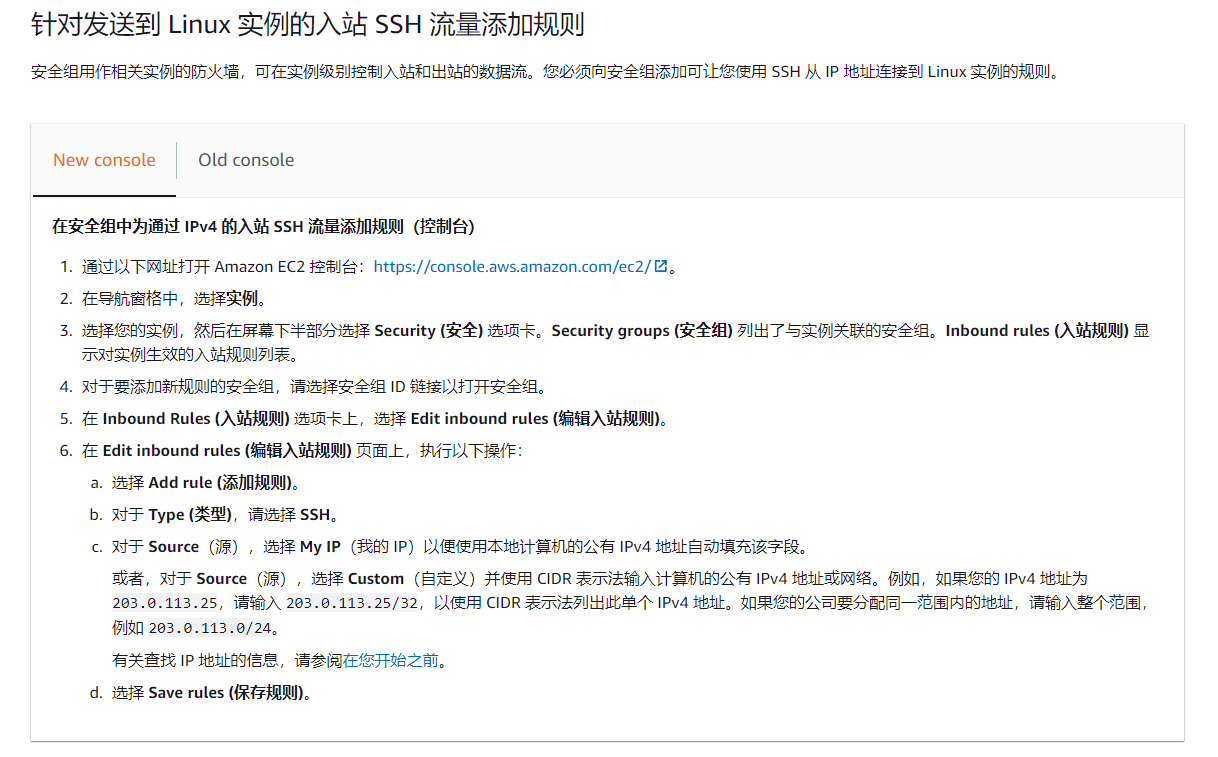 针对发送到 Linux 实例的入站 SSH 流量添加规则
安全组用作相关实例的防火墙，可在实例级别控制入站和出站的数据流。您必须向安全组添加可让您使用 SSH 从 IP 地址连接到 Linux 实例的规则。
New console
Old console
在安全组中为通过 IPv4 的入站 SSH 流量添加规则（控制台）
1. 通过以下网址打开 Amazon EC2 控制台：https://console.aws.amazon.com/ec2/。
2. 在导航窗格中，选择实例。
3. 选择您的实例，然后在屏幕下半部分选择 Security (安全) 选项卡。Security groups (安全组) 列出了与实例关联的安全组。Inbound rules (入站规则) 显
示对实例生效的入站规则列表。
4. 对于要添加新规则的安全组，请选择安全组 ID 链接以打开安全组。
5. 在 Inbound Rules (入站规则) 选项卡上，选择 Edit inbound rules (编辑入站规则)。
6. 在 Edit inbound rules (编辑入站规则) 页面上，执行以下操作：
a. 选择 Add rule (添加规则)。
b. 对于 Type (类型)，请选择 SSH。
c. 对于 Source（源），选择 My IP（我的 IP）以便使用本地计算机的公有 IPv4 地址自动填充该字段。
或者，对于 Source（源），选择 Custom（自定义）并使用 CIDR 表示法输入计算机的公有 IPv4 地址或网络。例如，如果您的 IPv4 地址为
203.0.113.25，请输入 203.0.113.25/32，以使用 CIDR 表示法列出此单个 IPv4 地址。如果您的公司要分配同一范围内的地址，请输入整个范围，
例如 203.0.113.0/24。
有关查找 IP 地址的信息，请参阅在您开始之前。
d. 选择 Save rules (保存规则)。